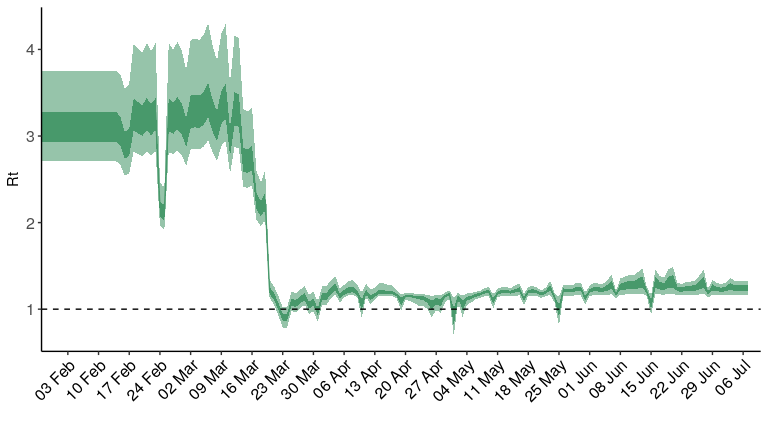 4
3
2
1
Rt
03 Feb
10 Feb
17 Feb
24 Feb
02 Mar
09 Mar
16 Mar
23 Mar
30 Mar
06 Apr
13 Apr
20 Apr
27 Apr
04 May
11 May
18 May
25 May
01 Jun
08 Jun
15 Jun
22 Jun
29 Jun
06 Jul